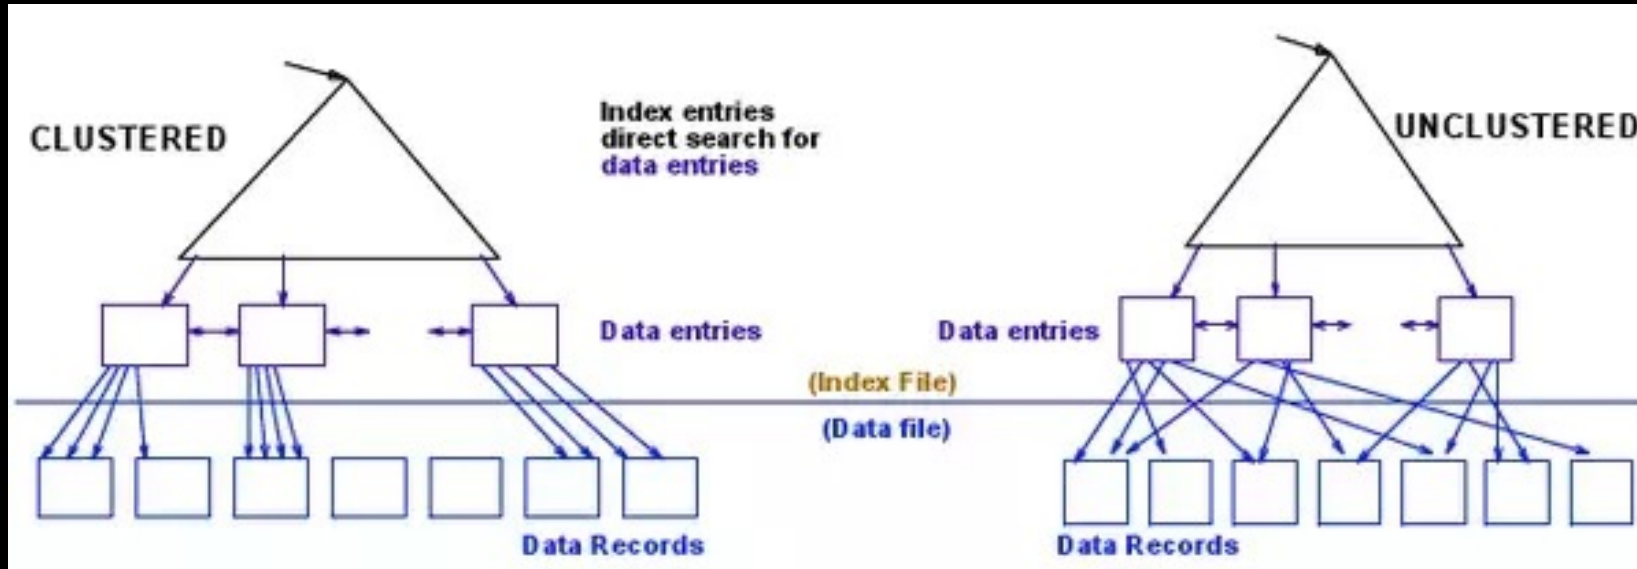 CLUSTERED
Index entries
direct search for
data entries
UNCLUSTERED
Data entries
Data entries
(Index File)
(Data file)
Data Records
Data Records